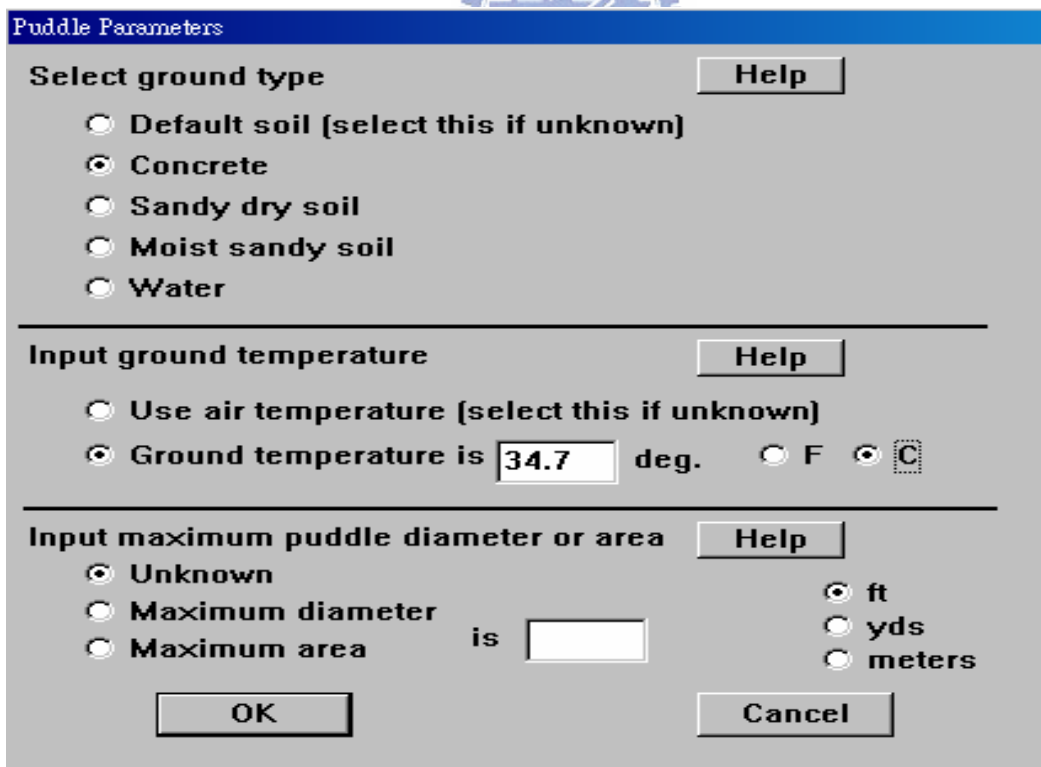 Puddle Parameters
Select ground type Help
Default soil (select this if unknown)
Concrete
Sandy dry soil
Moist sandy soil
Water
Input ground temperature Help
Use air temperature (select this if unknown)
Ground temperature is 34.7 deg. F C
Input maximum puddle diameter or area Help
Unknown
Maximum diameter
Maximum area
is
ft
yds
meters
OK Cancel